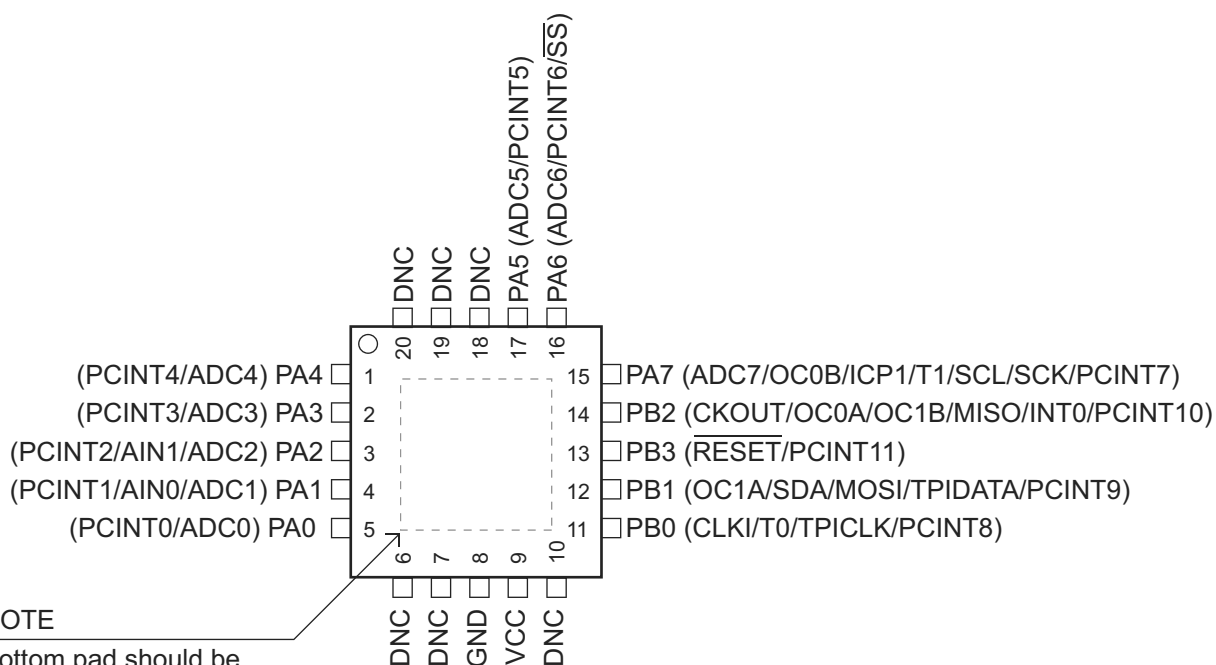 PA5 (ADC5/PCINT5)
PA6 (ADC6/PCINT6/SS)
DNC
DNC
DNC
20
19
18
17
16
(PCINT4/ADC4) PA4
1
15
PA7 (ADC7/OC0B/ICP1/T1/SCL/SCK/PCINT7)
(PCINT3/ADC3) PA3
2
14
PB2 (CKOUT/OC0A/OC1B/MISO/INT0/PCINT10)
(PCINT2/AIN1/ADC2) PA2
3
13
PB3 (RESET/PCINT11)
(PCINT1/AIN0/ADC1) PA1
4
12
PB1 (OC1A/SDA/MOSI/TPIDATA/PCINT9)
(PCINT0/ADC0) PA0
5
11
PB0 (CLKI/T0/TPICLK/PCINT8)
6
7
8
9
10
DNC
DNC
GND
VCC
DNC
OTE
ottom pad should be